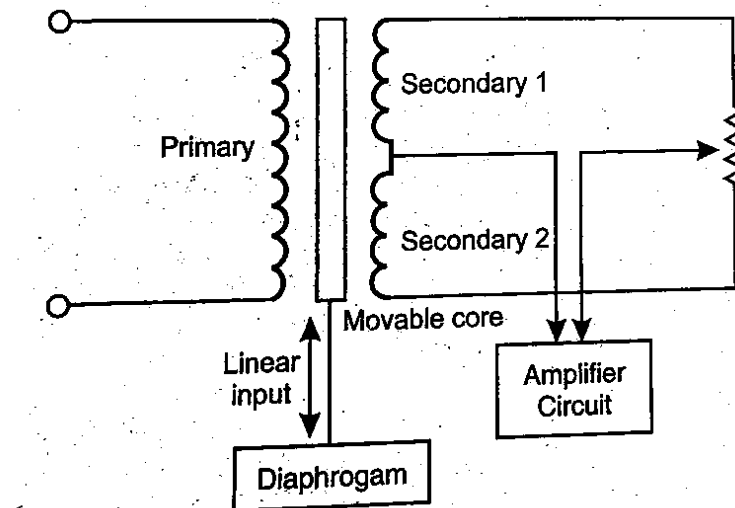 Secondary 1
Primary
Secondary 2
Movable core
Linear
input
Amplifier
Circuit
Diaphrogam